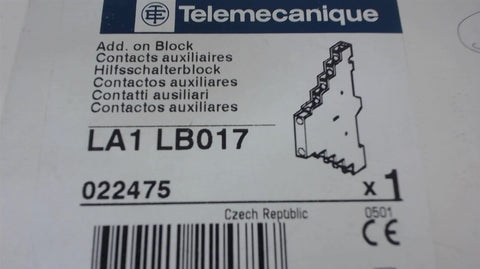 Telemecanique
Add. on Block
Contacts auxiliaires
Hilfsschalterblock
Contactos auxiliares
Contatti ausiliari
Contactos auxiliares
LA1 LB017
022475
x 1
Czech Republic
0501
CE